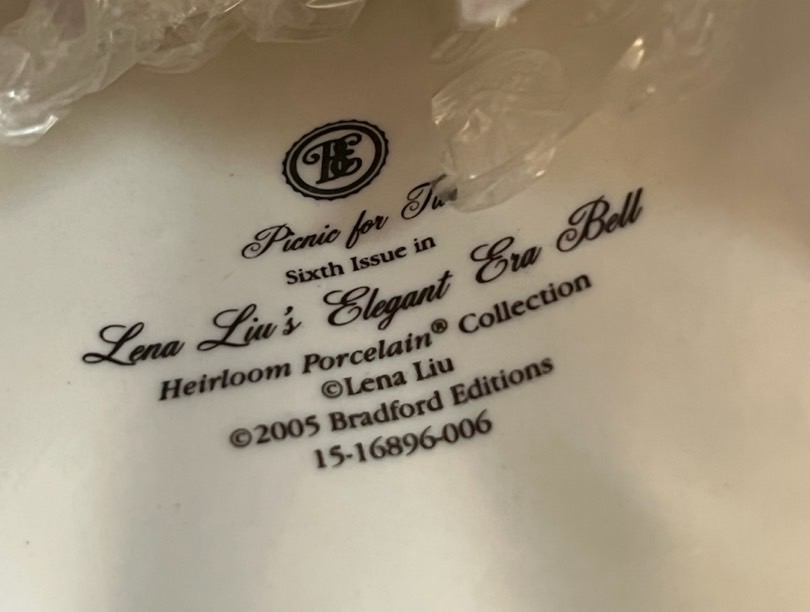 BE
Picnic for
Sixth Issue in
Lena Liu's Elegant Era Bell
Heirloom Porcelain® Collection
©Lena Liu
©2005 Bradford Editions
15-16896-006